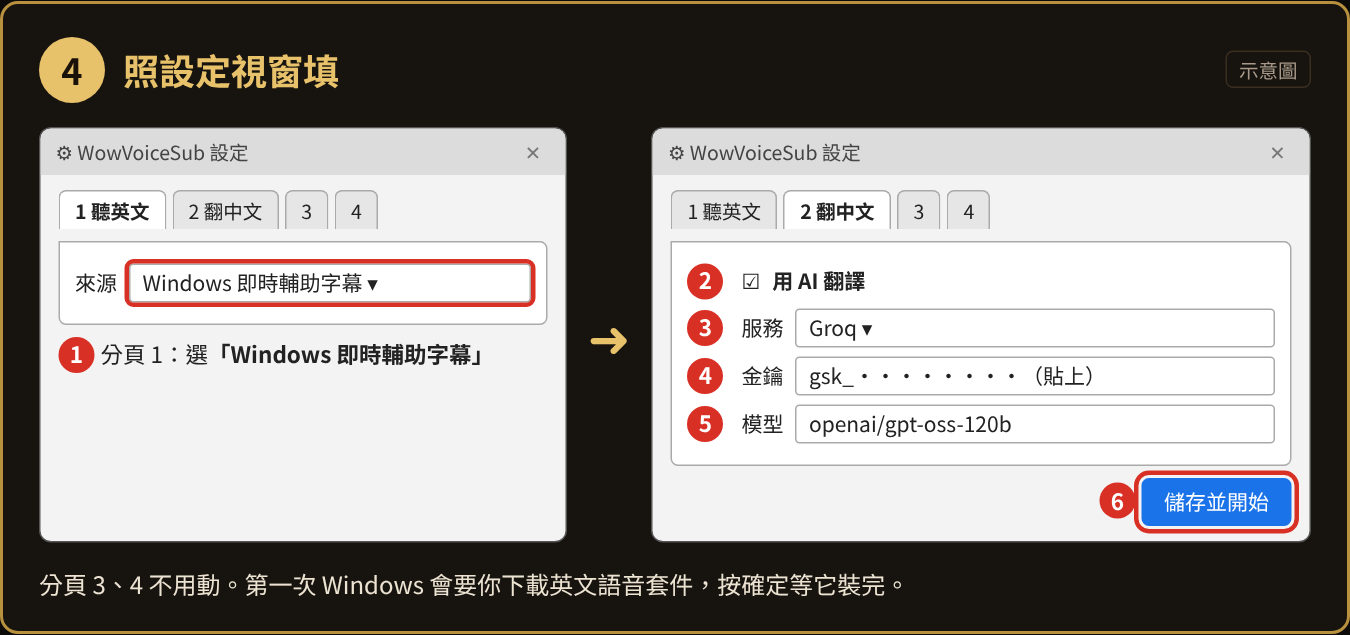 4 照設定視窗填
示意圖
⚙ WowVoiceSub 設定 ×
1 聽英文 2 翻中文 3 4
來源 Windows 即時輔助字幕 ▾
1 分頁 1：選「Windows 即時輔助字幕」
➜
⚙ WowVoiceSub 設定 ×
1 聽英文 2 翻中文 3 4
2 ☑ 用 AI 翻譯
3 服務 Groq ▾
4 金鑰 gsk_・・・・・・・・（貼上）
5 模型 openai/gpt-oss-120b
6 儲存並開始
分頁 3、4 不用動。第一次 Windows 會要你下載英文語音套件，按確定等它裝完。